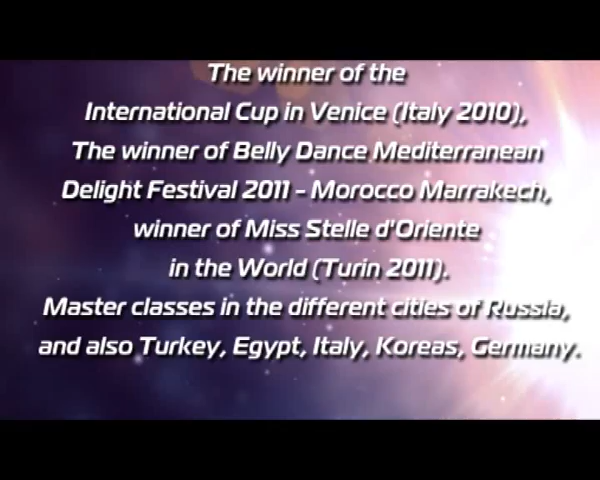 The winner of the
International Cup in Venice (Italy 2010),
The winner of Belly Dance Mediterranean
Delight Festival 2011 - Morocco Marrakech,
winner of Miss Stelle d'Oriente
in the World (Turin 2011).
Master classes in the different cities of Russia,
and also Turkey, Egypt, Italy, Koreas, Germany.